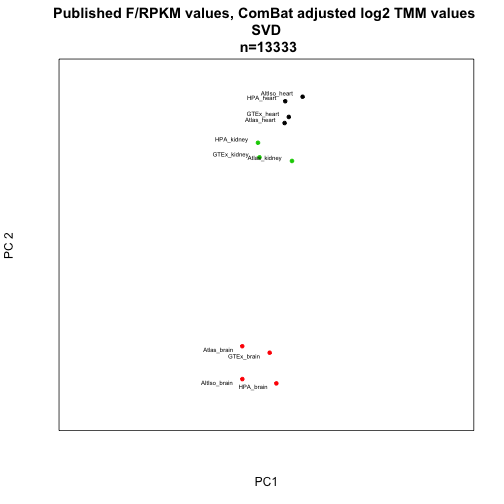 Published F/RPKM values, ComBat adjusted log2 TMM values
SVD
n=13333
AltIso_heart
HPA_heart
GTEx_heart
Atlas_heart
HPA_kidney
GTEx_kidney
Atlas_kidney
PC 2
Atlas_brain
GTEx_brain
AltIso_brain
HPA_brain
PC1